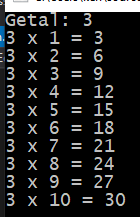 Getal: 3
3 x 1 = 3
3 x 2 = 6
3 x 3 = 9
3 x 4 = 12
3 x 5 = 15
3 x 6 = 18
3 x 7 = 21
3 x 8 = 24
3 x 9 = 27
3 x 10 = 30